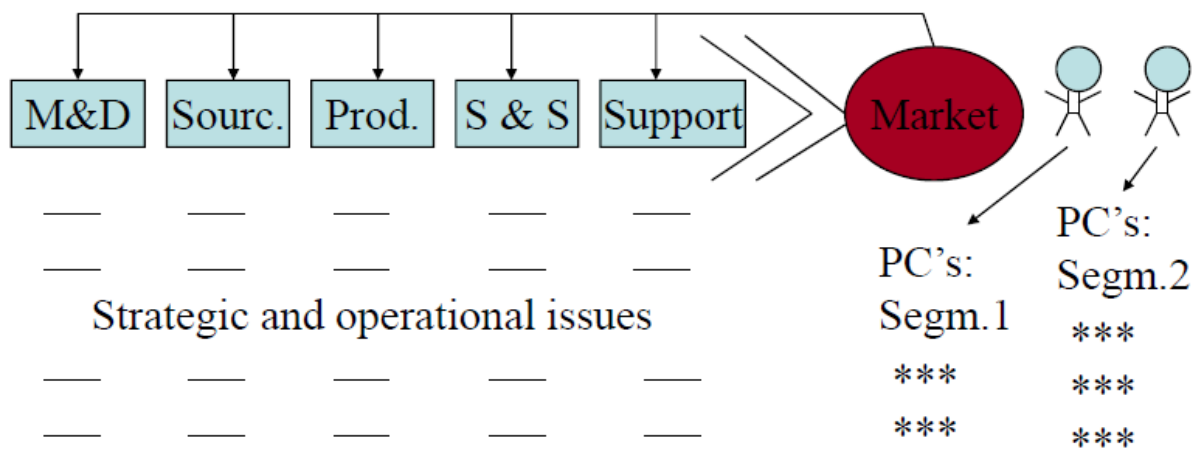 M&D Sourc. Prod. S & S Support Market
PC's:
Segm.2
PC's:
Segm.1
Strategic and operational issues
***
***
***
***
***